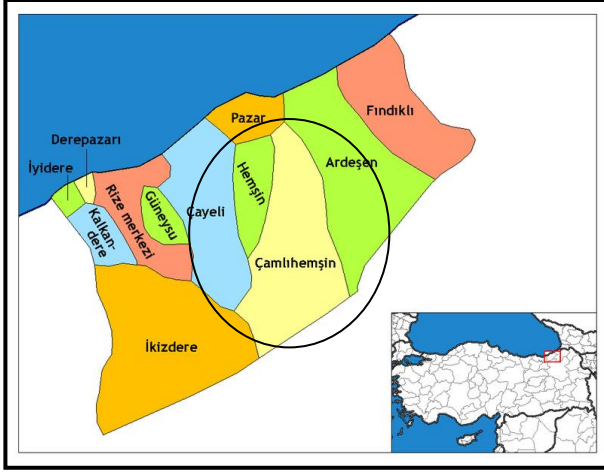 Fındıklı
Pazar
Derepazarı
Ardeşen
İyidere
Hemşin
Rize merkezi
Güneysu
Çayeli
Kalkan-
dere
Çamlıhemşin
İkizdere